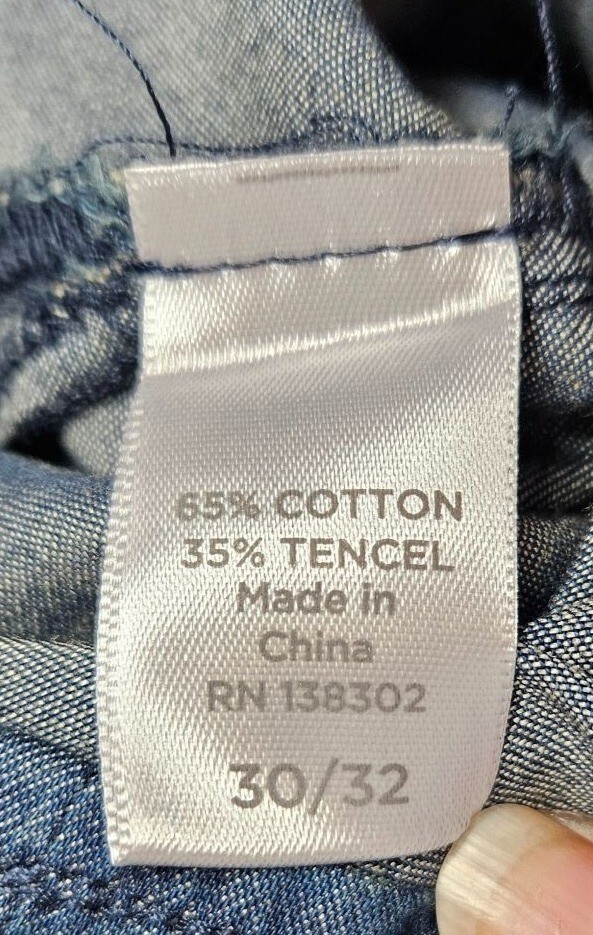 65% COTTON
35% TENCEL
Made in
China
RN 138302
30/32